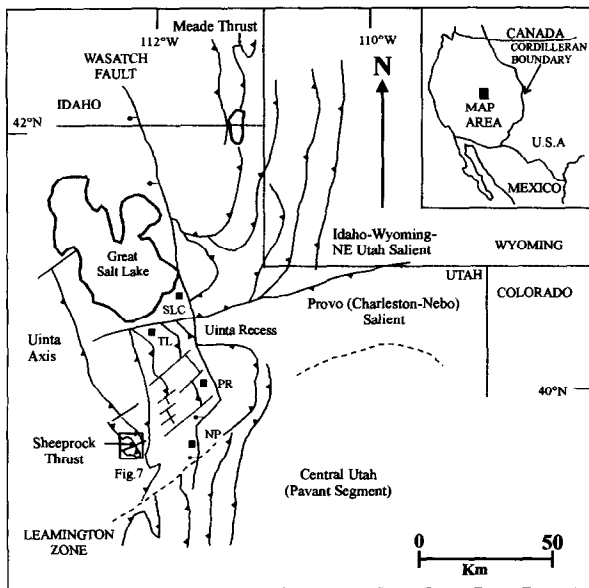 Meade Thrust
112°W
110°W
WASATCH
FAULT
IDAHO
42°N
N
CANADA
CORDILLERAN
BOUNDARY
MAP
AREA
U.S.A
MEXICO
Great
Salt Lake
Idaho-Wyoming-
NE Utah Salient
WYOMING
UTAH
COLORADO
SLC
Provo (Charleston-Nebo)
Salient
Uinta
Axis
TL
Uinta Recess
PR
40°N
NP
Sheeprock
Thrust
Fig.7
Central Utah
(Pavant Segment)
LEAMINGTON
ZONE
0
50
Km